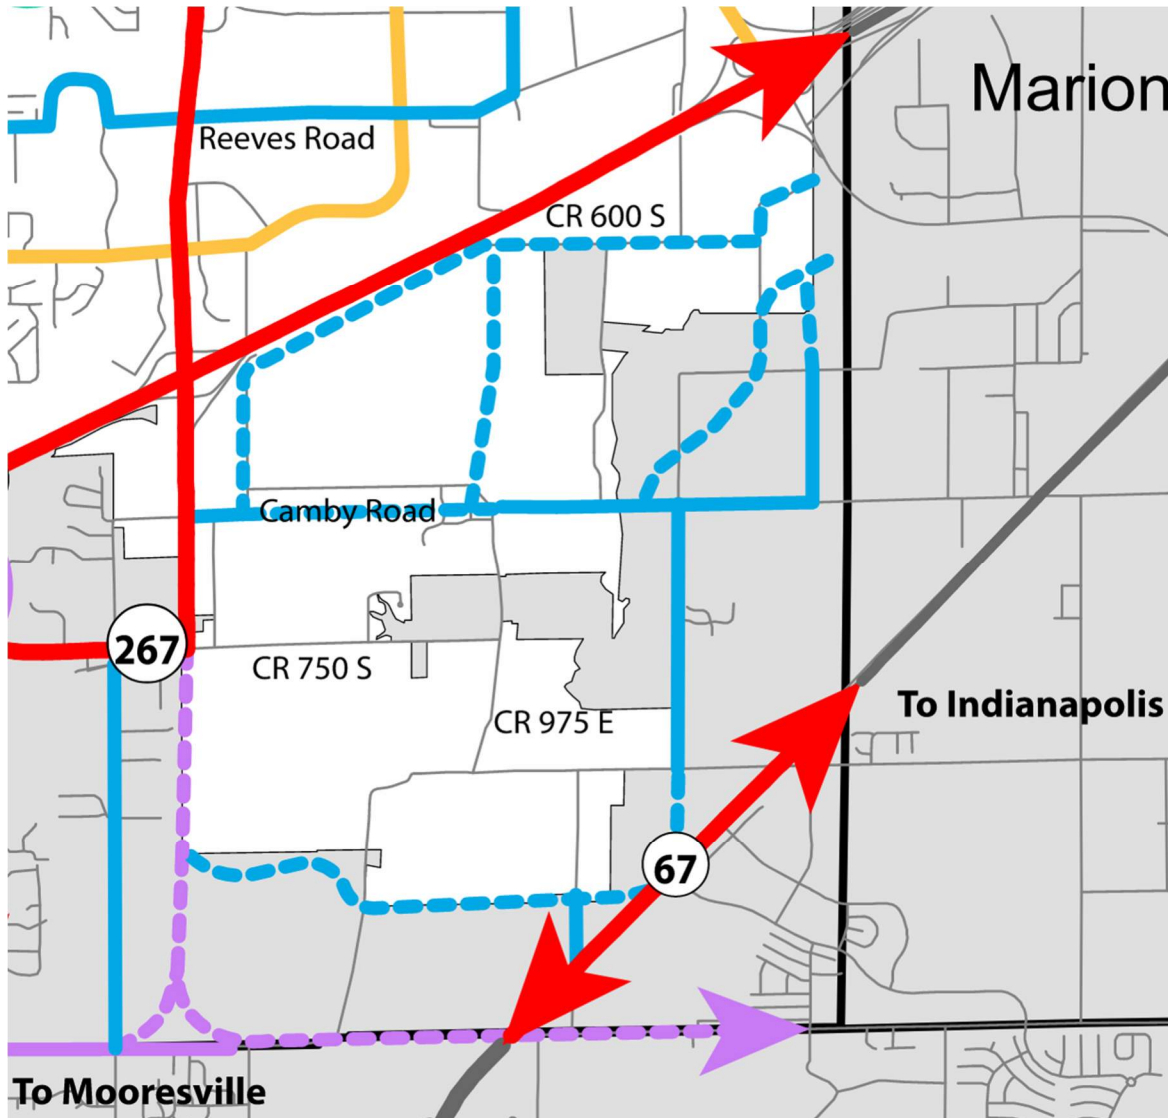 Marion
Reeves Road
CR 600 S
Camby Road
267
CR 750 S
To Indianapolis
CR 975 E
67
To Mooresville